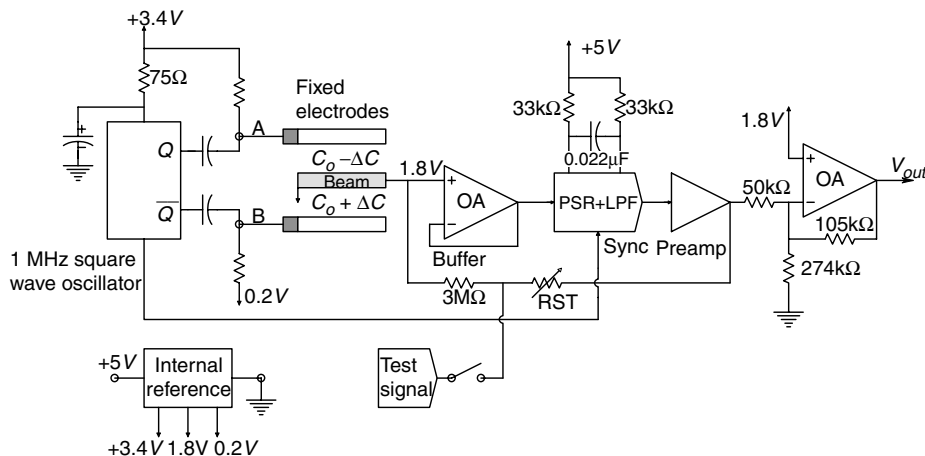 +3.4V
75Ω
+
−
Q
Q̅
1 MHz square
wave oscillator
A
B
0.2V
Fixed
electrodes
Cₒ−ΔC
Beam
Cₒ + ΔC
1.8V
+
OA
−
Buffer
3MΩ
RST
+5V
33kΩ
33kΩ
0.022μF
PSR+LPF
Sync
Preamp
50kΩ
1.8V
+
OA
−
Vout
105kΩ
274kΩ
+5V
Internal
reference
+3.4V 1.8V 0.2V
Test
signal